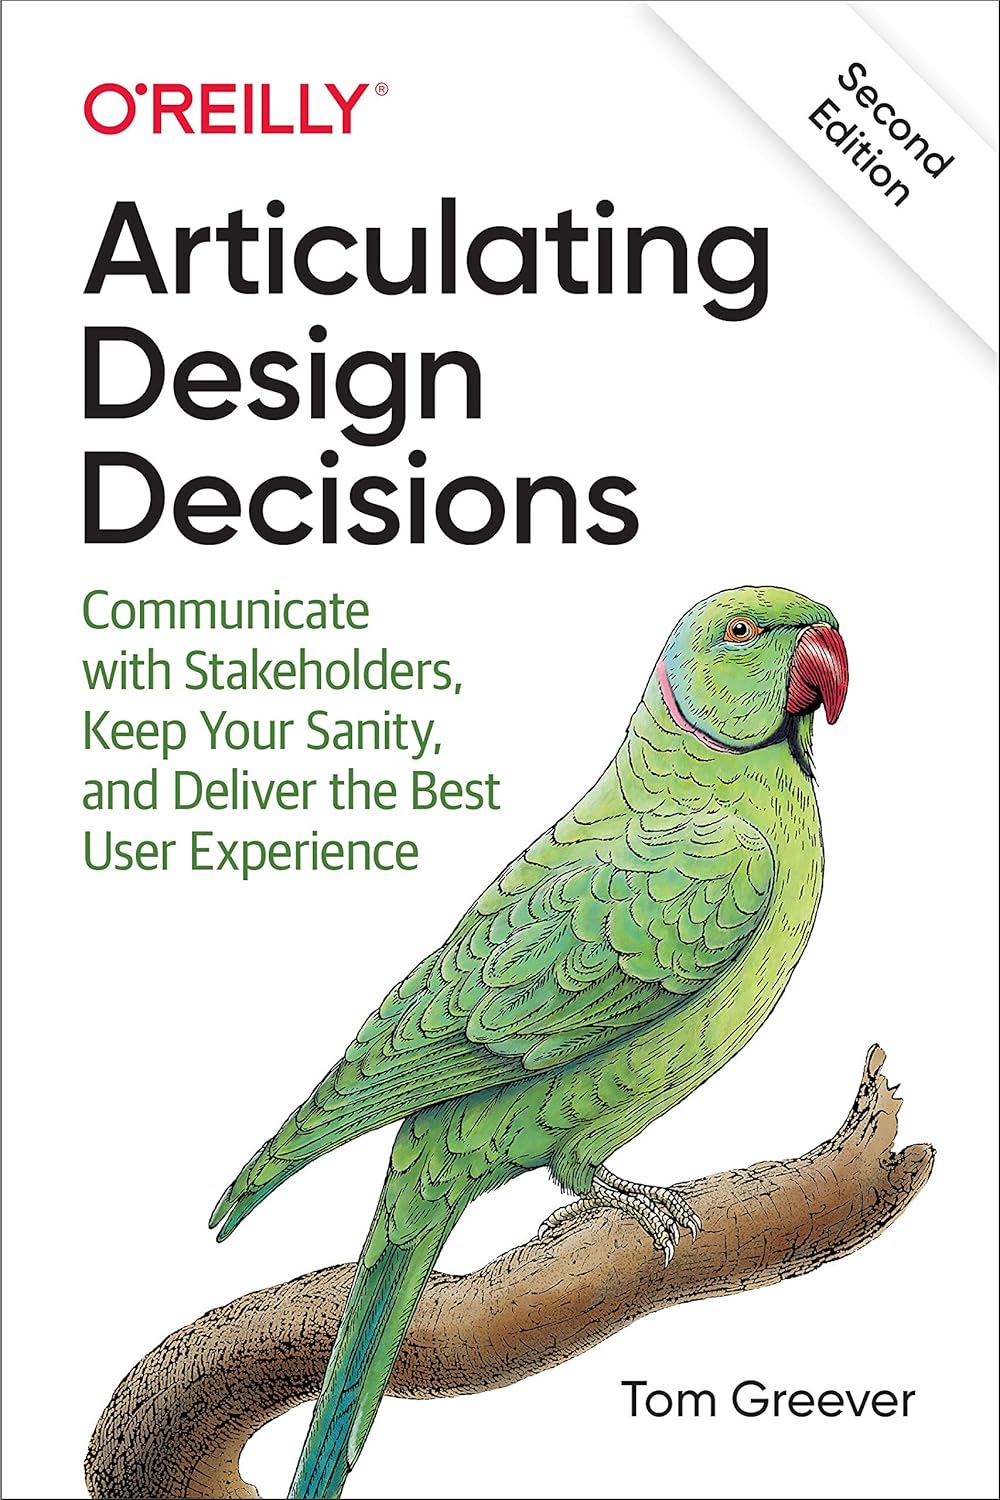 O'REILLY®
Second
Edition
Articulating
Design
Decisions
Communicate
with Stakeholders,
Keep Your Sanity,
and Deliver the Best
User Experience
Tom Greever